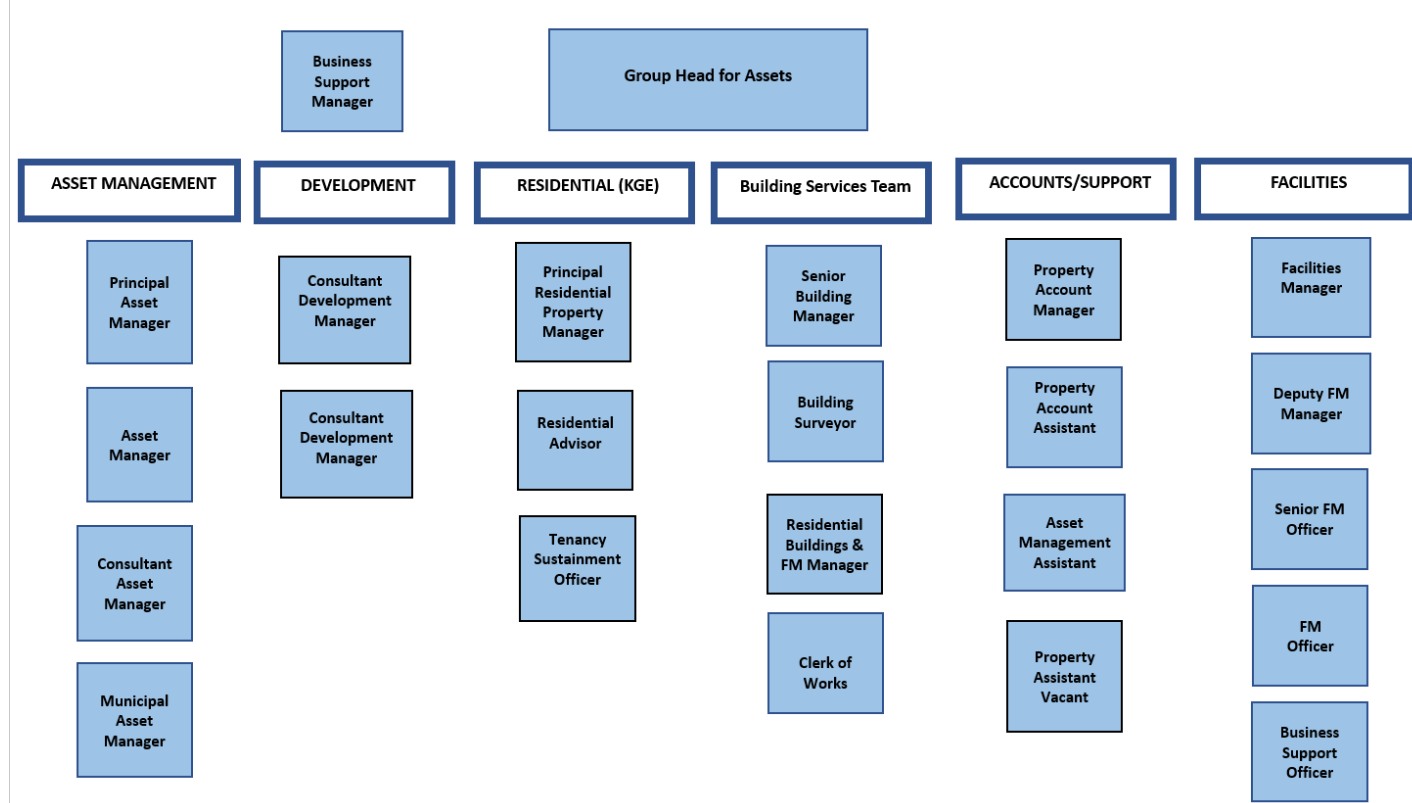 Business
Support
Manager
Group Head for Assets
ASSET MANAGEMENT
DEVELOPMENT
RESIDENTIAL (KGE)
Building Services Team
ACCOUNTS/SUPPORT
FACILITIES
Principal
Asset
Manager
Asset
Manager
Consultant
Asset
Manager
Municipal
Asset
Manager
Consultant
Development
Manager
Consultant
Development
Manager
Principal
Residential
Property
Manager
Residential
Advisor
Tenancy
Sustainment
Officer
Senior
Building
Manager
Building
Surveyor
Residential
Buildings &
FM Manager
Clerk of
Works
Property
Account
Manager
Property
Account
Assistant
Asset
Management
Assistant
Property
Assistant
Vacant
Facilities
Manager
Deputy FM
Manager
Senior FM
Officer
FM
Officer
Business
Support
Officer